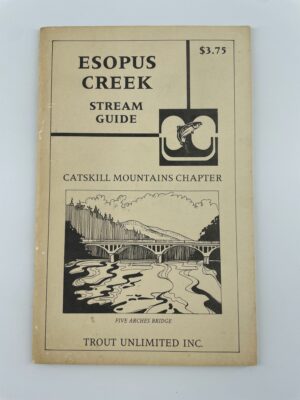 ESOPUS
CREEK
$3.75
STREAM
GUIDE
CATSKILL MOUNTAINS CHAPTER
FIVE ARCHES BRIDGE
TROUT UNLIMITED INC.